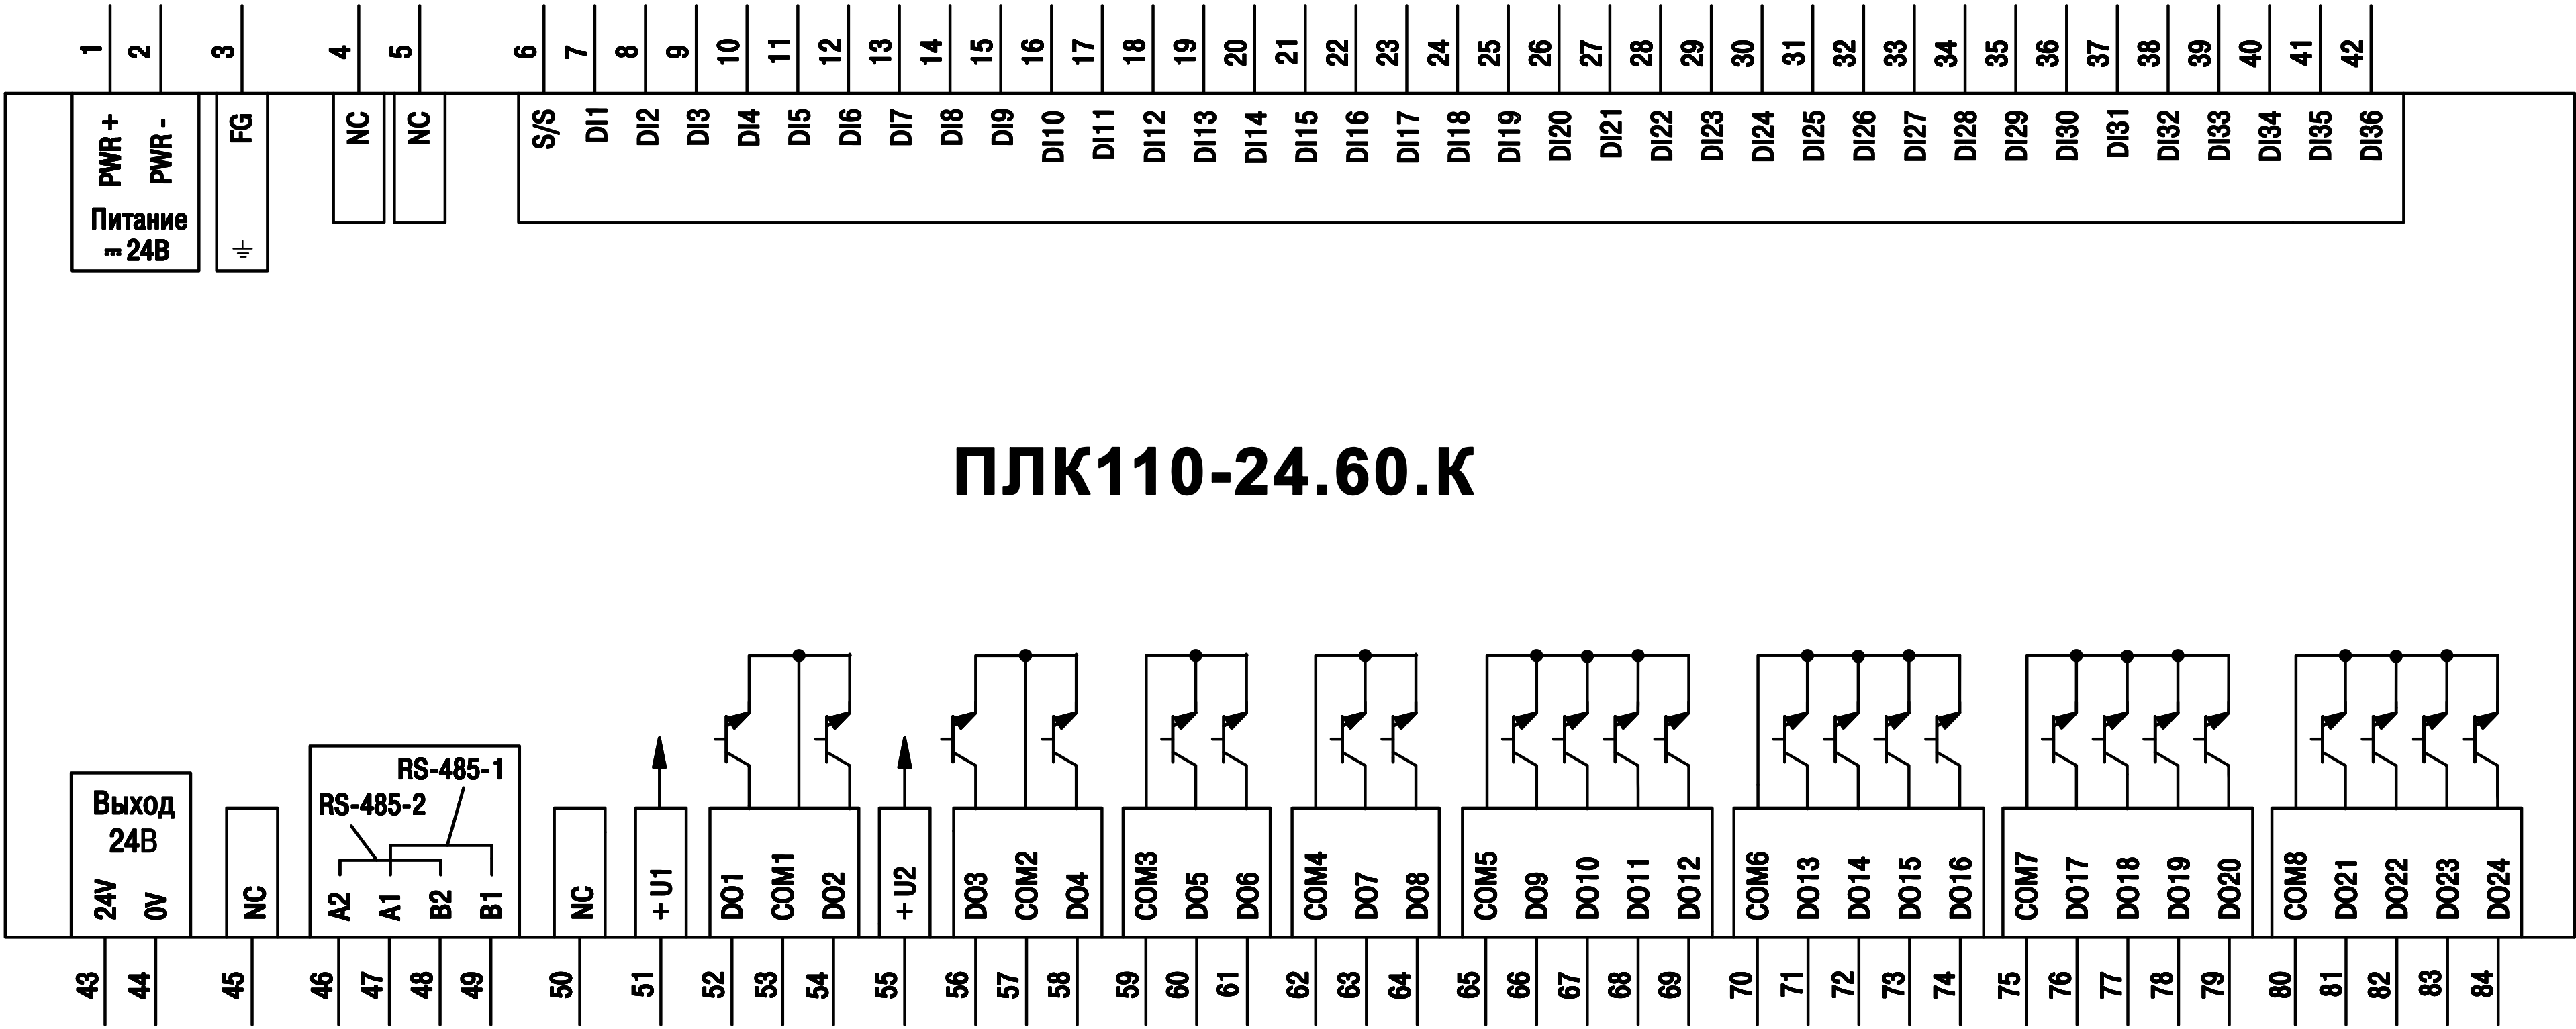 1 2 3 4 5 6 7 8 9 10 11 12 13 14 15 16 17 18 19 20 21 22 23 24 25 26 27 28 29 30 31 32 33 34 35 36 37 38 39 40 41 42
PWR + PWR - FG NC NC S/S DI1 DI2 DI3 DI4 DI5 DI6 DI7 DI8 DI9 DI10 DI11 DI12 DI13 DI14 DI15 DI16 DI17 DI18 DI19 DI20 DI21 DI22 DI23 DI24 DI25 DI26 DI27 DI28 DI29 DI30 DI31 DI32 DI33 DI34 DI35 DI36
Питание
24В
ПЛК110-24.60.К
RS-485-1
RS-485-2
Выход
24В
24V 0V NC A2 A1 B2 B1 NC + U1 DO1 COM1 DO2 + U2 DO3 COM2 DO4 COM3 DO5 DO6 COM4 DO7 DO8 COM5 DO9 DO10 DO11 DO12 COM6 DO13 DO14 DO15 DO16 COM7 DO17 DO18 DO19 DO20 COM8 DO21 DO22 DO23 DO24
43 44 45 46 47 48 49 50 51 52 53 54 55 56 57 58 59 60 61 62 63 64 65 66 67 68 69 70 71 72 73 74 75 76 77 78 79 80 81 82 83 84